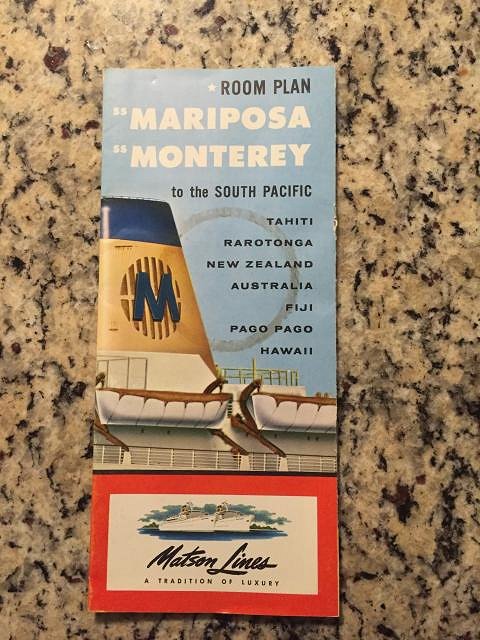 ★ ROOM PLAN
SS MARIPOSA
SS MONTEREY
to the SOUTH PACIFIC
TAHITI
RAROTONGA
NEW ZEALAND
AUSTRALIA
FIJI
PAGO PAGO
HAWAII
M
Matson Lines
A TRADITION OF LUXURY